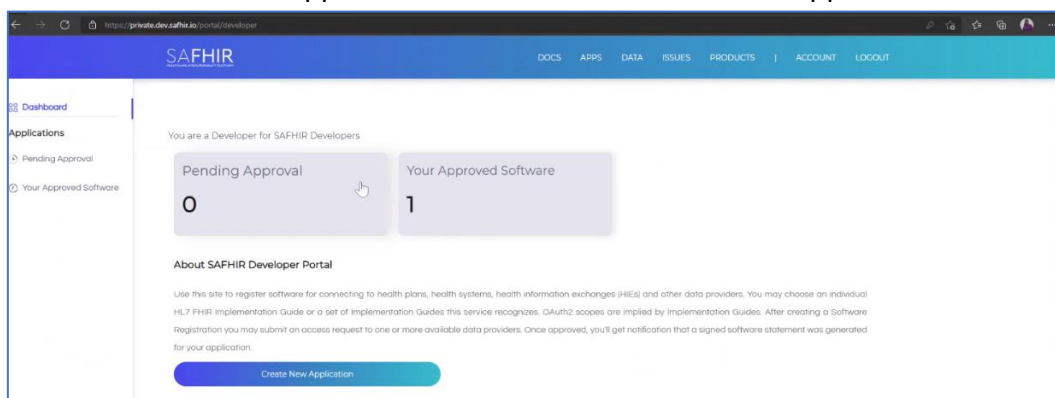 https://private.dev.safhir.io/portal/developer
SAFHIR
DOCS APPS DATA ISSUES PRODUCTS | ACCOUNT LOGOUT
Dashboard
Applications
Pending Approval
Your Approved Software
You are a Developer for SAFHIR Developers
Pending Approval
0
Your Approved Software
1
About SAFHIR Developer Portal
Use this site to register software for connecting to health plans, health systems, health information exchanges (HIEs) and other data providers. You may choose an individual
HL7 FHIR Implementation Guide or a set of Implementation Guides this service recognizes. OAuth2 scopes are implied by Implementation Guides. After creating a Software
Registration you may submit an access request to one or more available data providers. Once approved, you'll get notification that a signed software statement was generated
for your application.
Create New Application